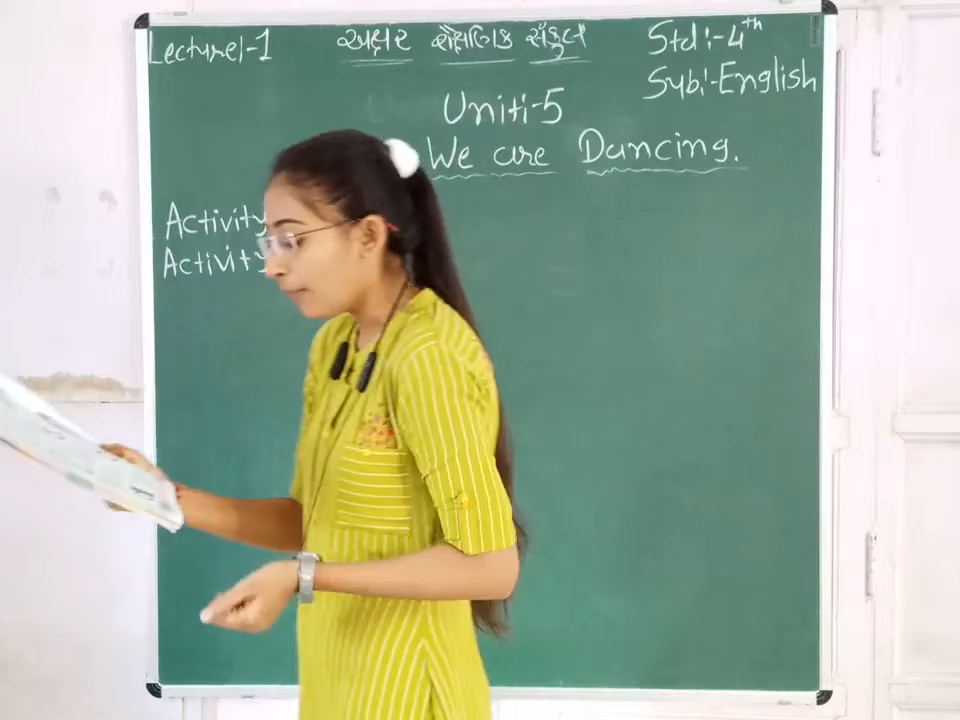 Lecture:-1
અક્ષર શૈક્ષણિક સંકુલ
Std:-4th
Sub:-English
Unit:-5
We are Dancing.
Activity
Activity